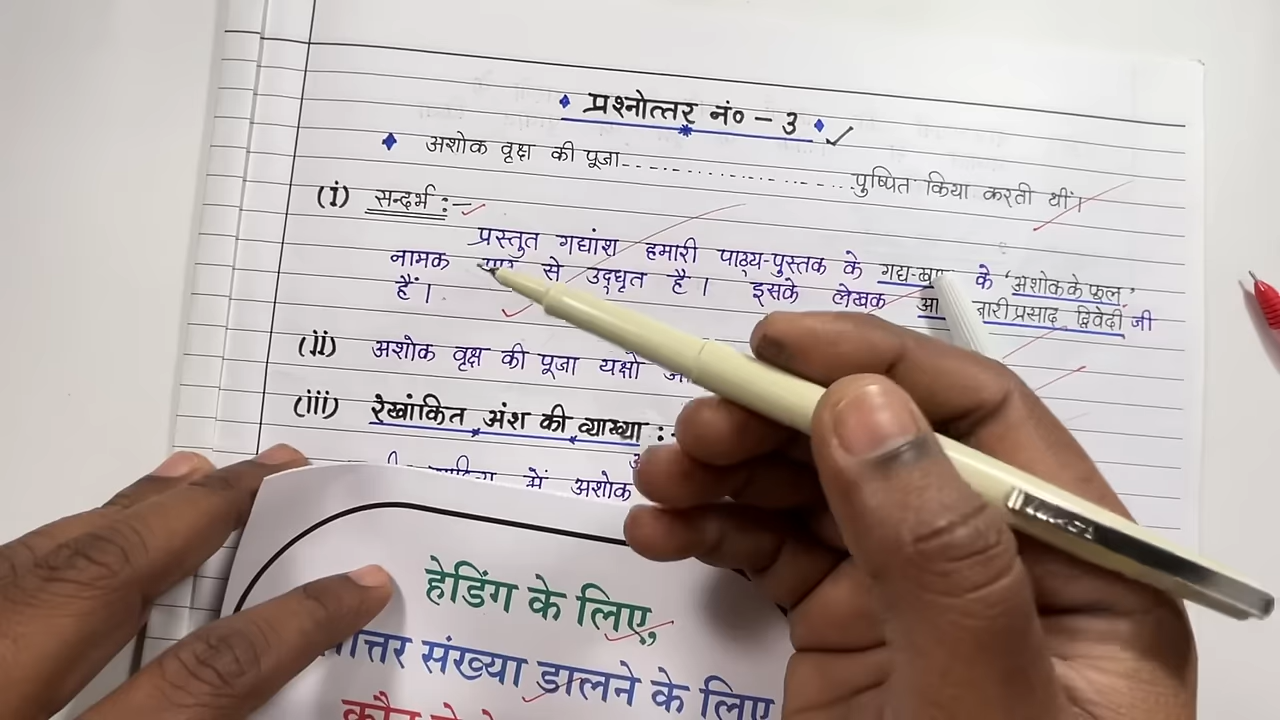 प्रश्नोत्तर नं० - 3
अशोक वृक्ष की पूजा .................... पुष्पित किया करती थीं।
(i) सन्दर्भ :-
प्रस्तुत गद्यांश हमारी पाठ्य-पुस्तक के गद्य- के 'अशोक के फूल'
नामक से उद्धृत है। इसके लेखक द्विवेदी जी
हैं।
(ii) अशोक वृक्ष की पूजा यक्षों
(iii) रेखांकित अंश की व्याख्या :-
में अशोक
हेडिंग के लिए,
संख्या डालने के लिए